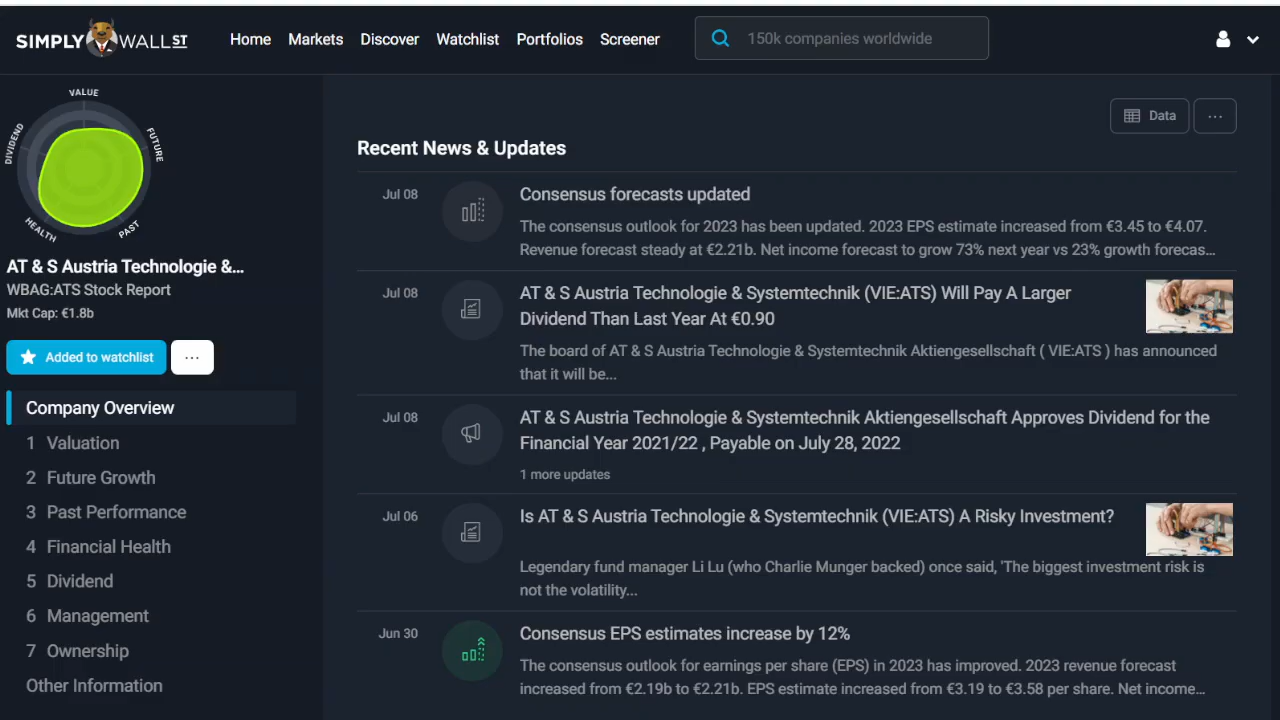 SIMPLY WALL ST
Home Markets Discover Watchlist Portfolios Screener
150k companies worldwide
VALUE
FUTURE
PAST
HEALTH
DIVIDEND
AT & S Austria Technologie &...
WBAG:ATS Stock Report
Mkt Cap: €1.8b
Added to watchlist
...
Company Overview
1 Valuation
2 Future Growth
3 Past Performance
4 Financial Health
5 Dividend
6 Management
7 Ownership
Other Information
Data
...
Recent News & Updates
Jul 08
Consensus forecasts updated
The consensus outlook for 2023 has been updated. 2023 EPS estimate increased from €3.45 to €4.07.
Revenue forecast steady at €2.21b. Net income forecast to grow 73% next year vs 23% growth forecas...
Jul 08
AT & S Austria Technologie & Systemtechnik (VIE:ATS) Will Pay A Larger
Dividend Than Last Year At €0.90
The board of AT & S Austria Technologie & Systemtechnik Aktiengesellschaft ( VIE:ATS ) has announced
that it will be...
Jul 08
AT & S Austria Technologie & Systemtechnik Aktiengesellschaft Approves Dividend for the
Financial Year 2021/22 , Payable on July 28, 2022
1 more updates
Jul 06
Is AT & S Austria Technologie & Systemtechnik (VIE:ATS) A Risky Investment?
Legendary fund manager Li Lu (who Charlie Munger backed) once said, 'The biggest investment risk is
not the volatility...
Jun 30
Consensus EPS estimates increase by 12%
The consensus outlook for earnings per share (EPS) in 2023 has improved. 2023 revenue forecast
increased from €2.19b to €2.21b. EPS estimate increased from €3.19 to €3.58 per share. Net income...